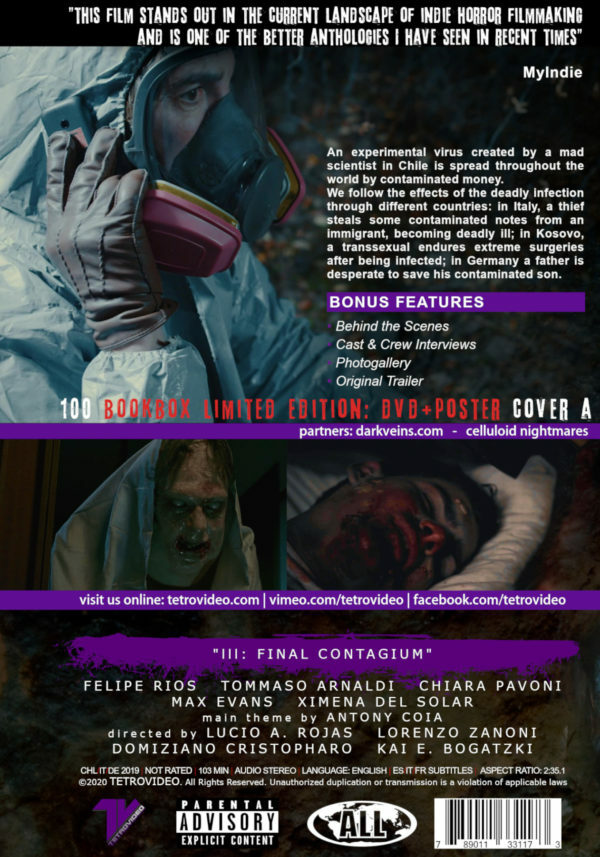 "THIS FILM STANDS OUT IN THE CURRENT LANDSCAPE OF INDIE HORROR FILMMAKING
AND IS ONE OF THE BETTER ANTHOLOGIES I HAVE SEEN IN RECENT TIMES"
MyIndie
An experimental virus created by a mad
scientist in Chile is spread throughout the
world by contaminated money.
We follow the effects of the deadly infection
through different countries: in Italy, a thief
steals some contaminated notes from an
immigrant, becoming deadly ill; in Kosovo,
a transsexual endures extreme surgeries
after being infected; in Germany a father is
desperate to save his contaminated son.
BONUS FEATURES
Behind the Scenes
Cast & Crew Interviews
Photogallery
Original Trailer
100 BOOKBOX LIMITED EDITION: DVD+POSTER COVER A
partners: darkveins.com - celluloid nightmares
visit us online: tetrovideo.com | vimeo.com/tetrovideo | facebook.com/tetrovideo
"III: FINAL CONTAGIUM"
FELIPE RIOS TOMMASO ARNALDI CHIARA PAVONI
MAX EVANS XIMENA DEL SOLAR
main theme by ANTONY COIA
directed by LUCIO A. ROJAS LORENZO ZANONI
DOMIZIANO CRISTOPHARO KAI E. BOGATZKI
CHL IT DE 2019 | NOT RATED | 103 MIN | AUDIO STEREO | LANGUAGE: ENGLISH | ES IT FR SUBTITLES ASPECT RATIO: 2:35.1
©2020 TETROVIDEO. All Rights Reserved. Unauthorized duplication or transmission is a violation of applicable laws
TETROVIDEO
PARENTAL
ADVISORY
EXPLICIT CONTENT
ALL
7 89011 33117 3